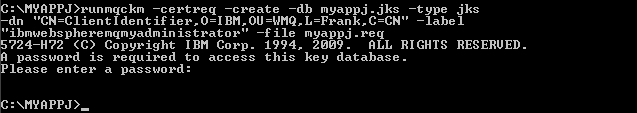 C:\MYAPPJ>runmqckm -certreq -create -db myappj.jks -type jks
-dn "CN=ClientIdentifier,O=IBM,OU=WMQ,L=Frank,C=CN" -label
"ibmwebspheremqmyadministrator" -file myappj.req
5724-H72 (C) Copyright IBM Corp. 1994, 2009.  ALL RIGHTS RESERVED.
A password is required to access this key database.
Please enter a password:
C:\MYAPPJ>_